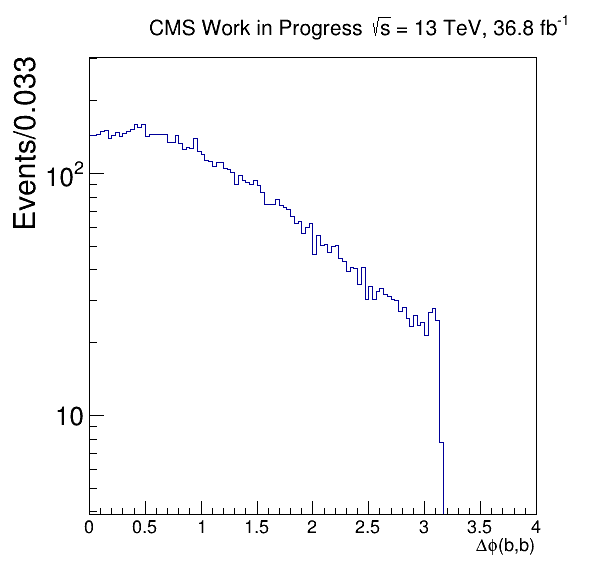 CMS Work in Progress √s = 13 TeV, 36.8 fb⁻¹
Events/0.033
10²
10
0 0.5 1 1.5 2 2.5 3 3.5 4
Δϕ(b,b)